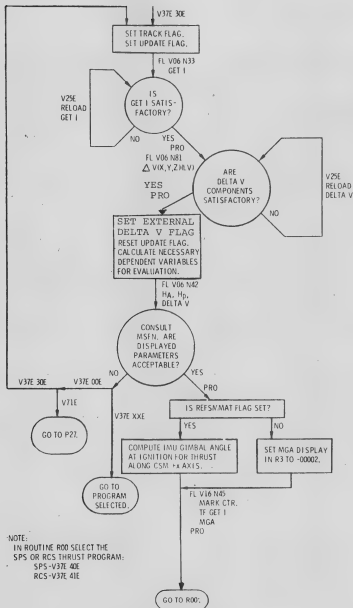 V37E 30E
SET TRACK FLAG.
SET UPDATE FLAG.
FL V06 N33
GET I
IS
GET I SATIS-
FACTORY?
V25E
RELOAD
GET I
NO
YES
PRO
FL V06 N81
△ V(X,Y,Z)(LV)
ARE
DELTA V
COMPONENTS
SATISFACTORY?
V25E
RELOAD
DELTA V
NO
YES
PRO
SET EXTERNAL
DELTA V FLAG
RESET UPDATE FLAG.
CALCULATE NECESSARY
DEPENDENT VARIABLES
FOR EVALUATION.
FL V06 N42
HA, Hp,
DELTA V
CONSULT
MSFN. ARE
DISPLAYED
PARAMETERS
ACCEPTABLE?
NO
YES
V37E 30E
V37E 00E
V71E
GO TO P27.
V37E XXE
GO TO
PROGRAM
SELECTED.
PRO
IS REFSMMAT FLAG SET?
YES
NO
COMPUTE IMU GIMBAL ANGLE
AT IGNITION FOR THRUST
ALONG CSM +X AXIS.
SET MGA DISPLAY
IN R3 TO -00002.
FL V16 N45
MARK CTR.
TF GET I
MGA
PRO
NOTE:
IN ROUTINE R00 SELECT THE
SPS OR RCS THRUST PROGRAM:
SPS-V37E 40E
RCS-V37E 41E
GO TO R00.